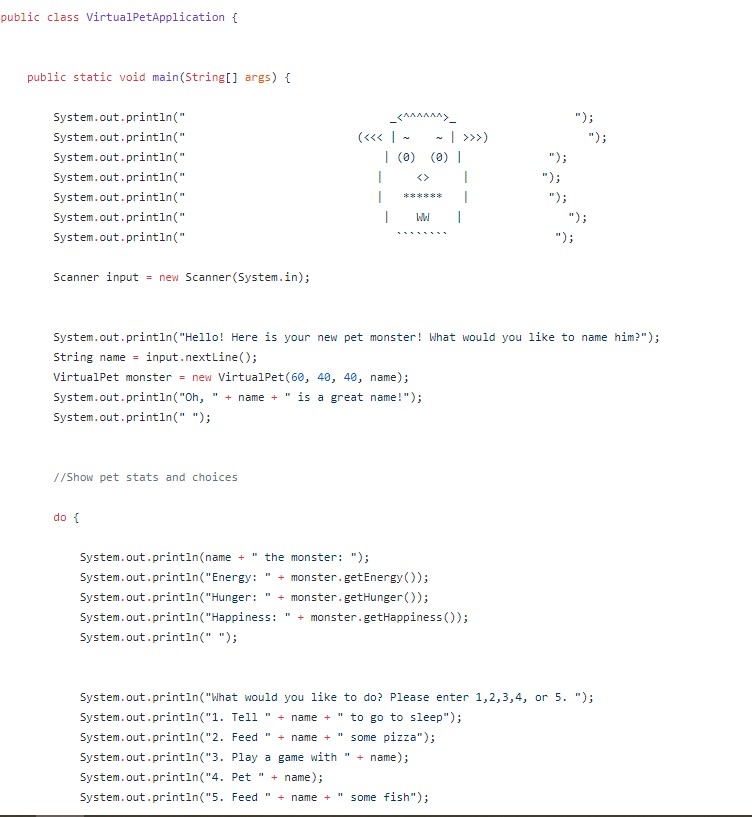 public class VirtualPetApplication {
    public static void main(String[] args) {
        System.out.println("                               _<^^^^^^>_                  ");
        System.out.println("                          (<<< | ~    ~ | >>>)               ");
        System.out.println("                              | (0)  (0) |             ");
        System.out.println("                             |     <>     |           ");
        System.out.println("                             |   ******   |            ");
        System.out.println("                              |    WW    |                ");
        System.out.println("                                ````````                ");
        Scanner input = new Scanner(System.in);
        System.out.println("Hello! Here is your new pet monster! What would you like to name him?");
        String name = input.nextLine();
        VirtualPet monster = new VirtualPet(60, 40, 40, name);
        System.out.println("Oh, " + name + " is a great name!");
        System.out.println(" ");
        //Show pet stats and choices
        do {
            System.out.println(name + " the monster: ");
            System.out.println("Energy: " + monster.getEnergy());
            System.out.println("Hunger: " + monster.getHunger());
            System.out.println("Happiness: " + monster.getHappiness());
            System.out.println(" ");
            System.out.println("What would you like to do? Please enter 1,2,3,4, or 5. ");
            System.out.println("1. Tell " + name + " to go to sleep");
            System.out.println("2. Feed " + name + " some pizza");
            System.out.println("3. Play a game with " + name);
            System.out.println("4. Pet " + name);
            System.out.println("5. Feed " + name + " some fish");